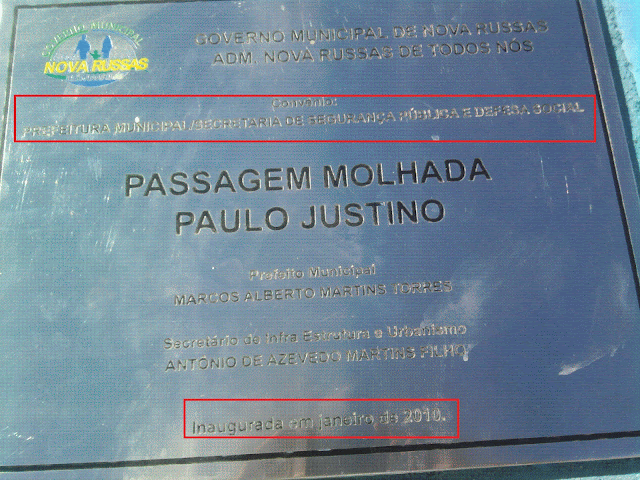 GOVERNO MUNICIPAL
NOVA RUSSAS
GOVERNO MUNICIPAL DE NOVA RUSSAS
ADM. NOVA RUSSAS DE TODOS NÓS
Convênio:
PREFEITURA MUNICIPAL/SECRETARIA DE SEGURANÇA PÚBLICA E DEFESA SOCIAL
PASSAGEM MOLHADA
PAULO JUSTINO
Prefeito Municipal
MARCOS ALBERTO MARTINS TORRES
Secretário de Infra Estrutura e Urbanismo
ANTÔNIO DE AZEVEDO MARTINS FILHO
Inaugurada em janeiro de 2010.